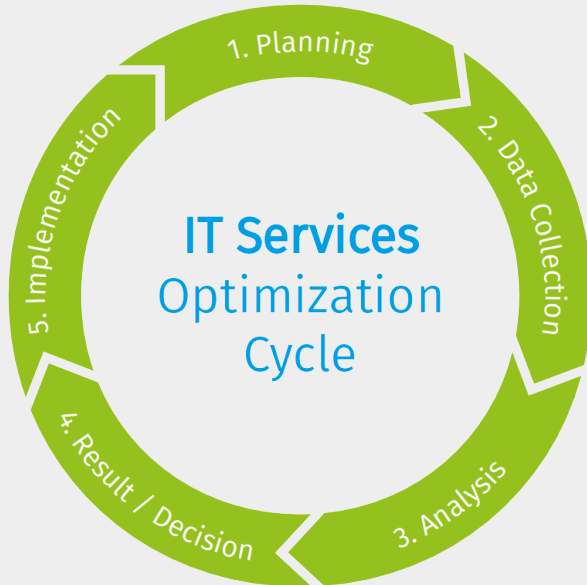 1. Planning
2. Data Collection
3. Analysis
4. Result / Decision
5. Implementation
IT Services
Optimization
Cycle